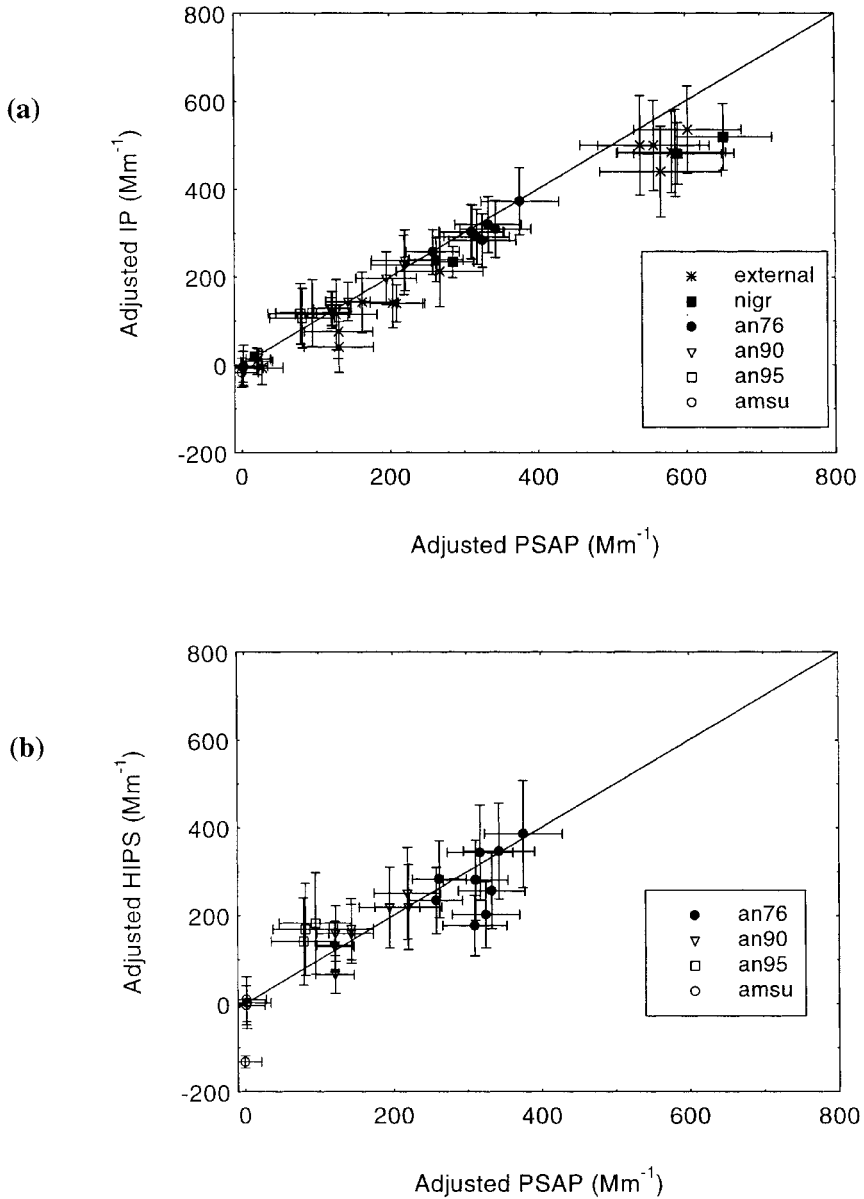 (a)
Adjusted IP (Mm⁻¹)
800
600
400
200
0
-200
0 200 400 600 800
Adjusted PSAP (Mm⁻¹)
external
nigr
an76
an90
an95
amsu
(b)
Adjusted HIPS (Mm⁻¹)
800
600
400
200
0
-200
0 200 400 600 800
Adjusted PSAP (Mm⁻¹)
an76
an90
an95
amsu